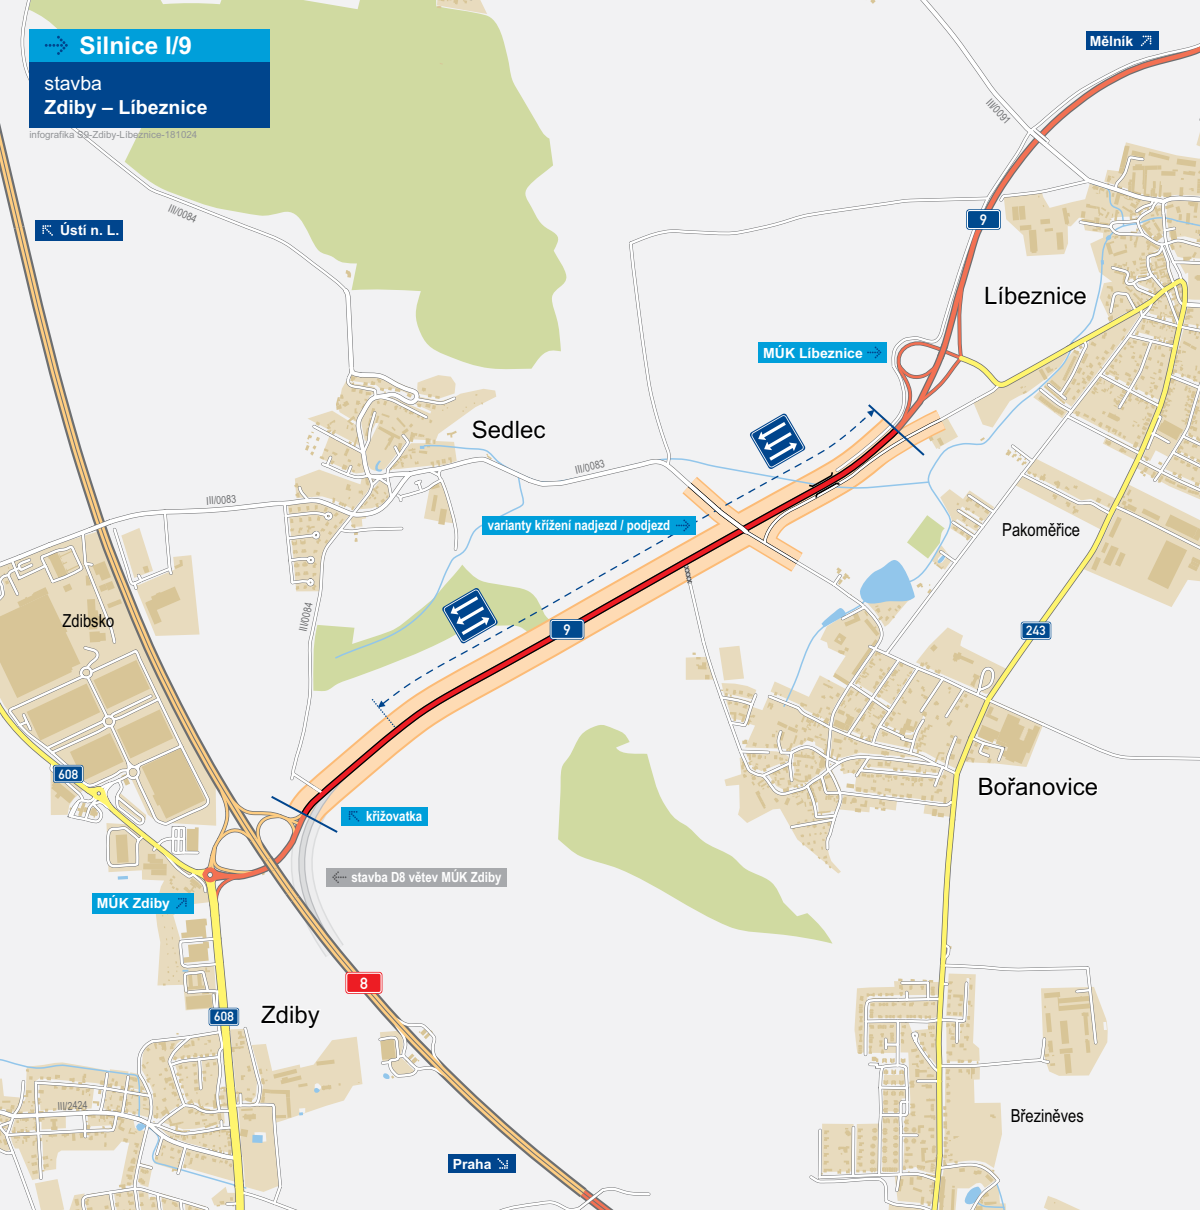 Silnice I/9
stavba
Zdiby – Líbeznice
infografika S9-Zdiby-Líbeznice-181024
Mělník
III/0091
III/0084
Ústí n. L.
9
Líbeznice
MÚK Líbeznice
Sedlec
III/0083
III/0083
varianty křížení nadjezd / podjezd
Pakoměřice
III/0084
Zdibsko
9
243
608
Bořanovice
křižovatka
stavba D8 větev MÚK Zdiby
MÚK Zdiby
8
608
Zdiby
III/2424
Březiněves
Praha